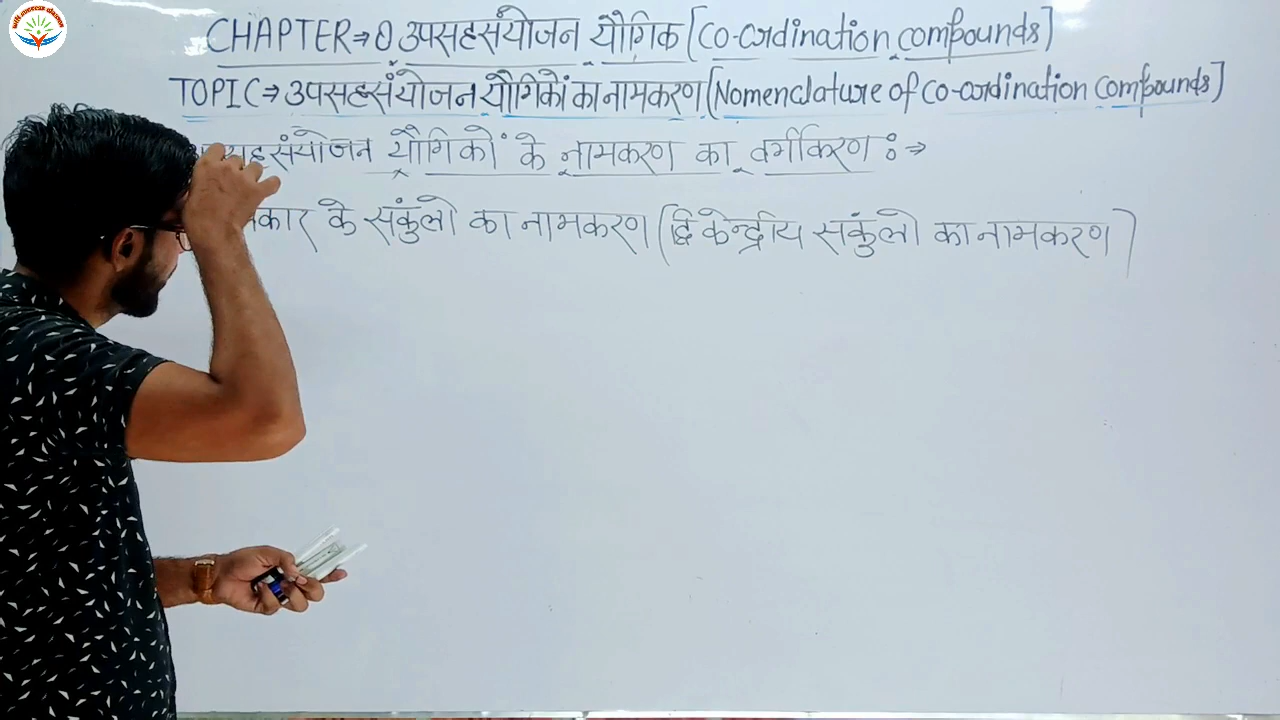 CHAPTER⇒ 0 उपसहसंयोजन यौगिक [CO-ordination compounds]
TOPIC⇒ उपसहसंयोजन यौगिकों का नामकरण [Nomenclature of CO-ordination compounds]
यौगिकों के नामकरण का वर्गीकरण :⇒
के संकुलो का नामकरण (द्वि केन्द्रीय संकुलो का नामकरण)